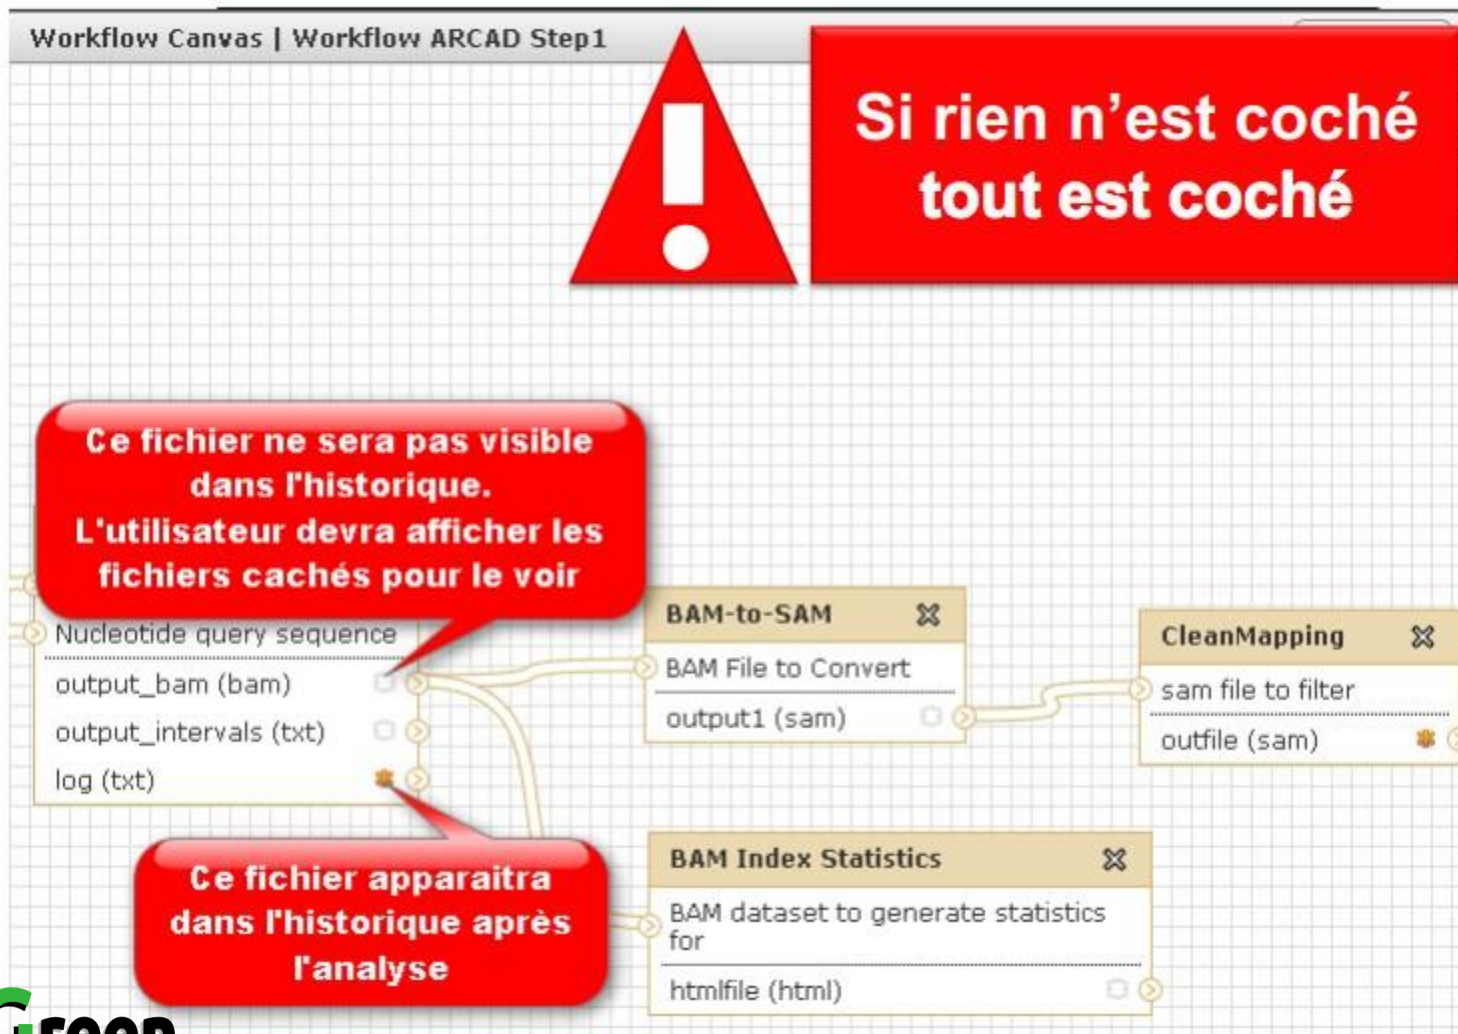 Workflow Canvas | Workflow ARCAD Step1
!
Si rien n’est coché
tout est coché
Ce fichier ne sera pas visible
dans l'historique.
L'utilisateur devra afficher les
fichiers cachés pour le voir
Nucleotide query sequence
output_bam (bam)
output_intervals (txt)
log (txt)
BAM-to-SAM
BAM File to Convert
output1 (sam)
CleanMapping
sam file to filter
outfile (sam)
Ce fichier apparaitra
dans l'historique après
l'analyse
BAM Index Statistics
BAM dataset to generate statistics
for
htmlfile (html)